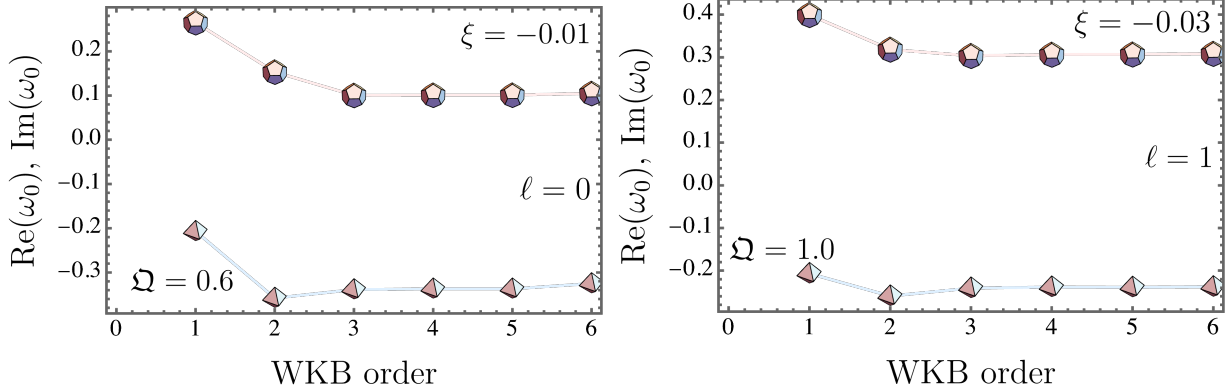 Re(ω₀), Im(ω₀)
0.2
0.1
0.0
−0.1
−0.2
−0.3
ξ = −0.01
ℓ = 0
𝔔 = 0.6
0 1 2 3 4 5 6
WKB order
Re(ω₀), Im(ω₀)
0.4
0.3
0.2
0.1
0.0
−0.1
−0.2
ξ = −0.03
ℓ = 1
𝔔 = 1.0
0 1 2 3 4 5 6
WKB order